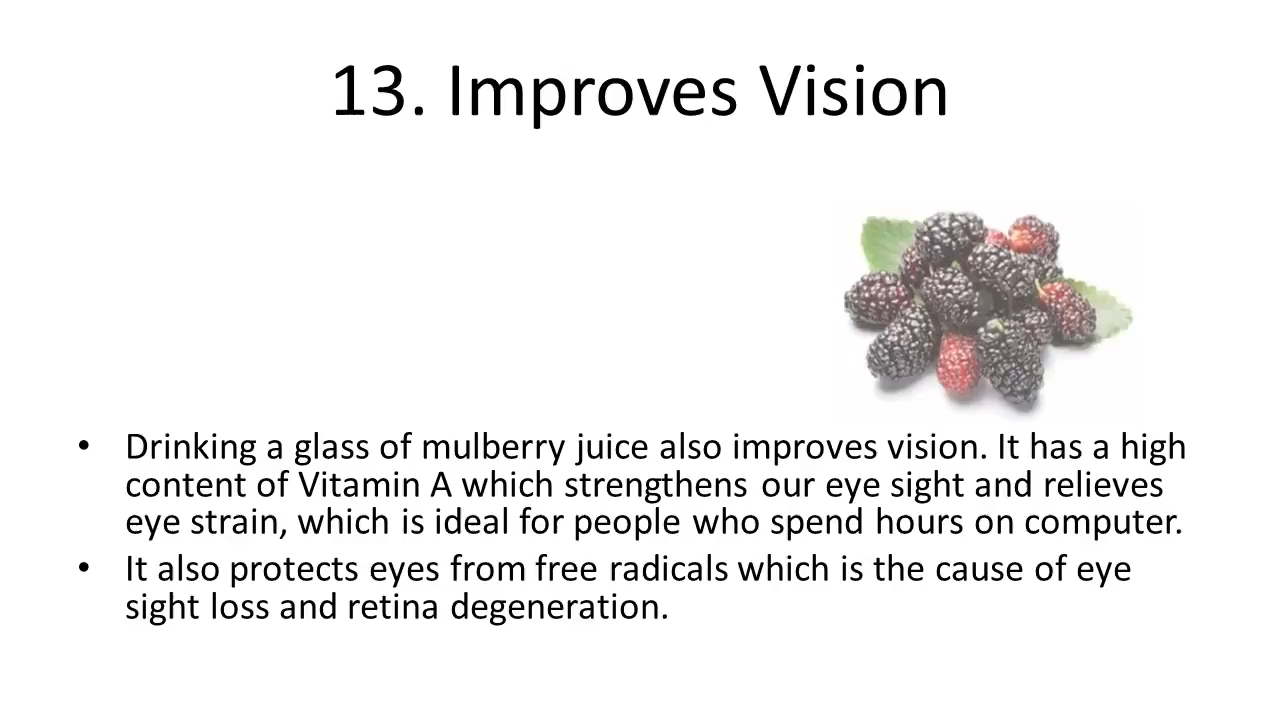 13. Improves Vision
• Drinking a glass of mulberry juice also improves vision. It has a high
content of Vitamin A which strengthens our eye sight and relieves
eye strain, which is ideal for people who spend hours on computer.
• It also protects eyes from free radicals which is the cause of eye
sight loss and retina degeneration.